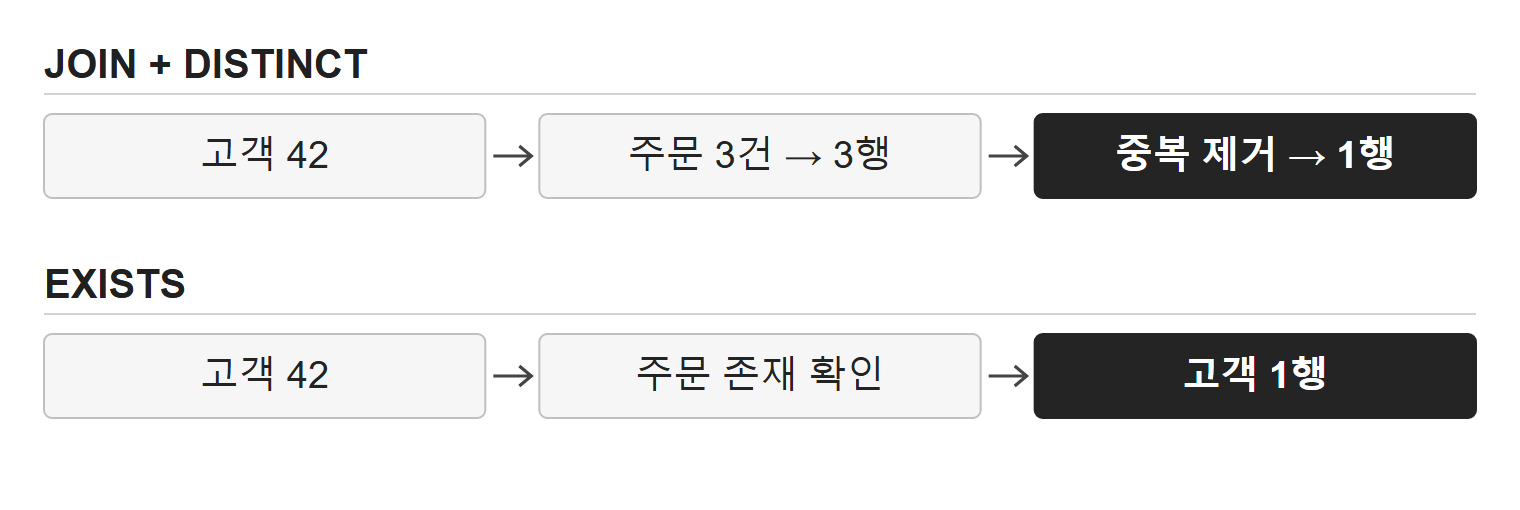 JOIN + DISTINCT
고객 42 → 주문 3건 → 3행 → 중복 제거 → 1행
EXISTS
고객 42 → 주문 존재 확인 → 고객 1행